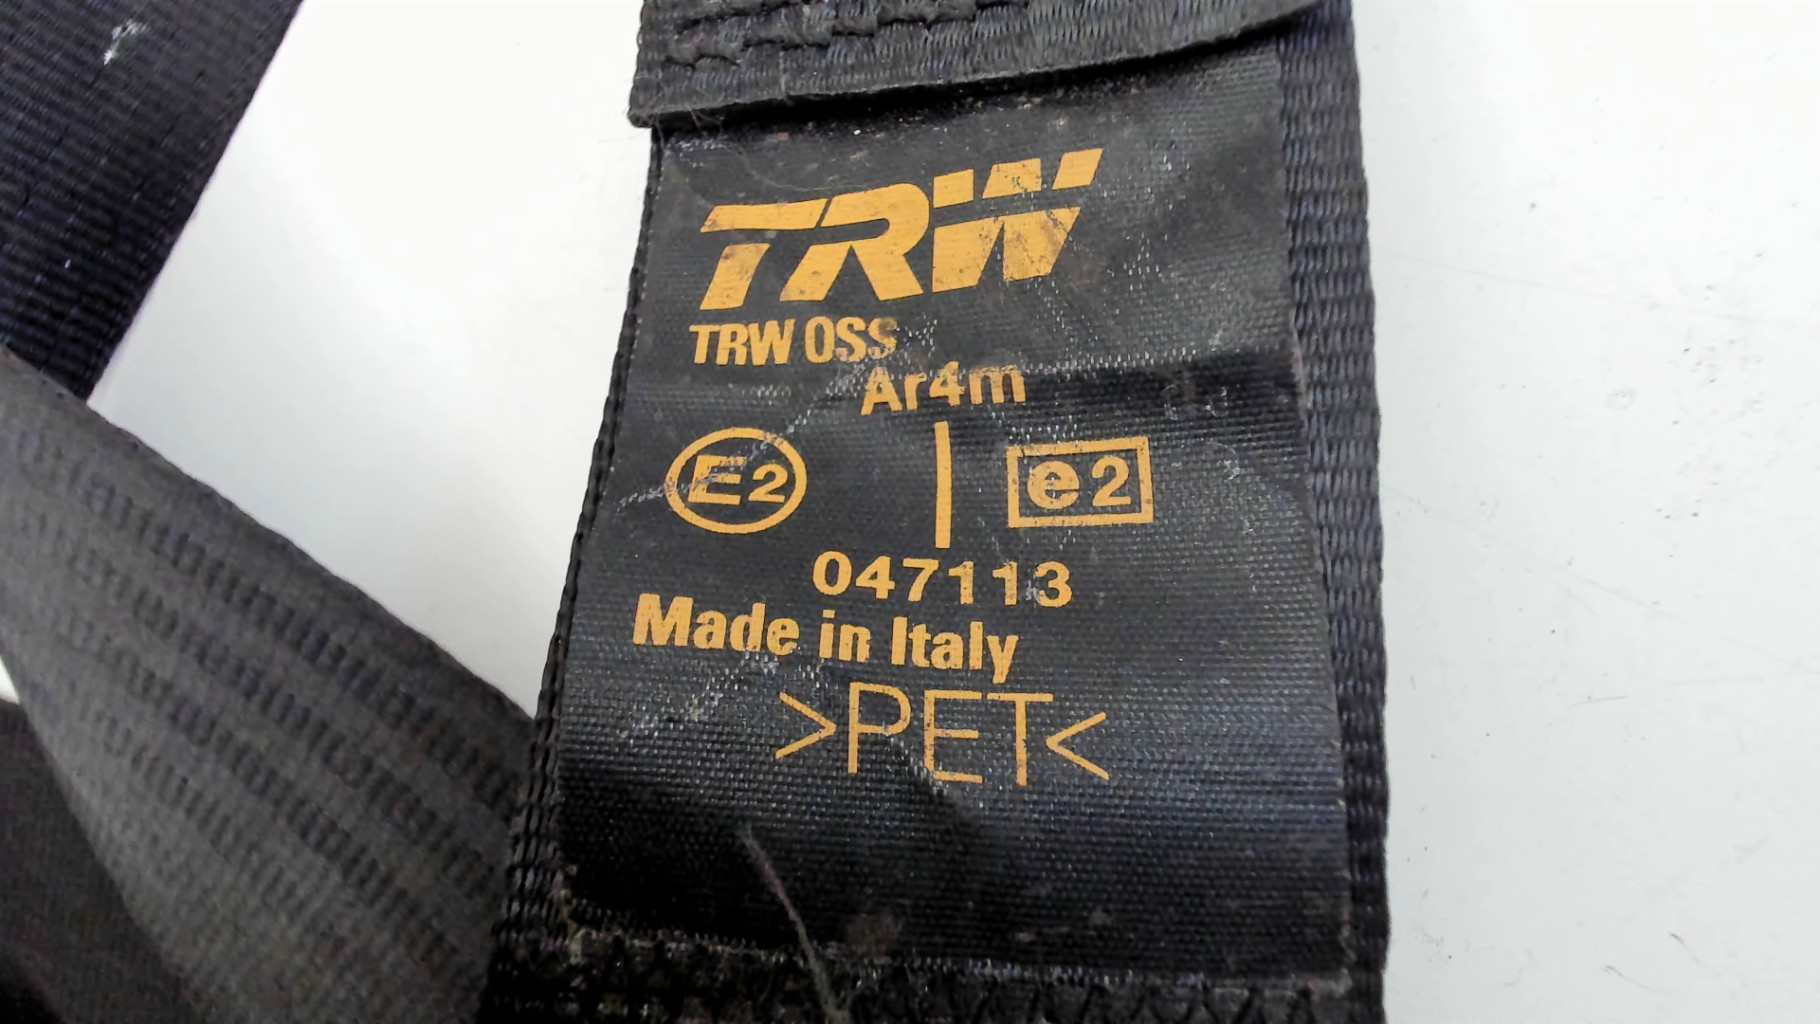 TRW
TRW OSS
Ar4m
E2 | e2
047113
Made in Italy
>PET<